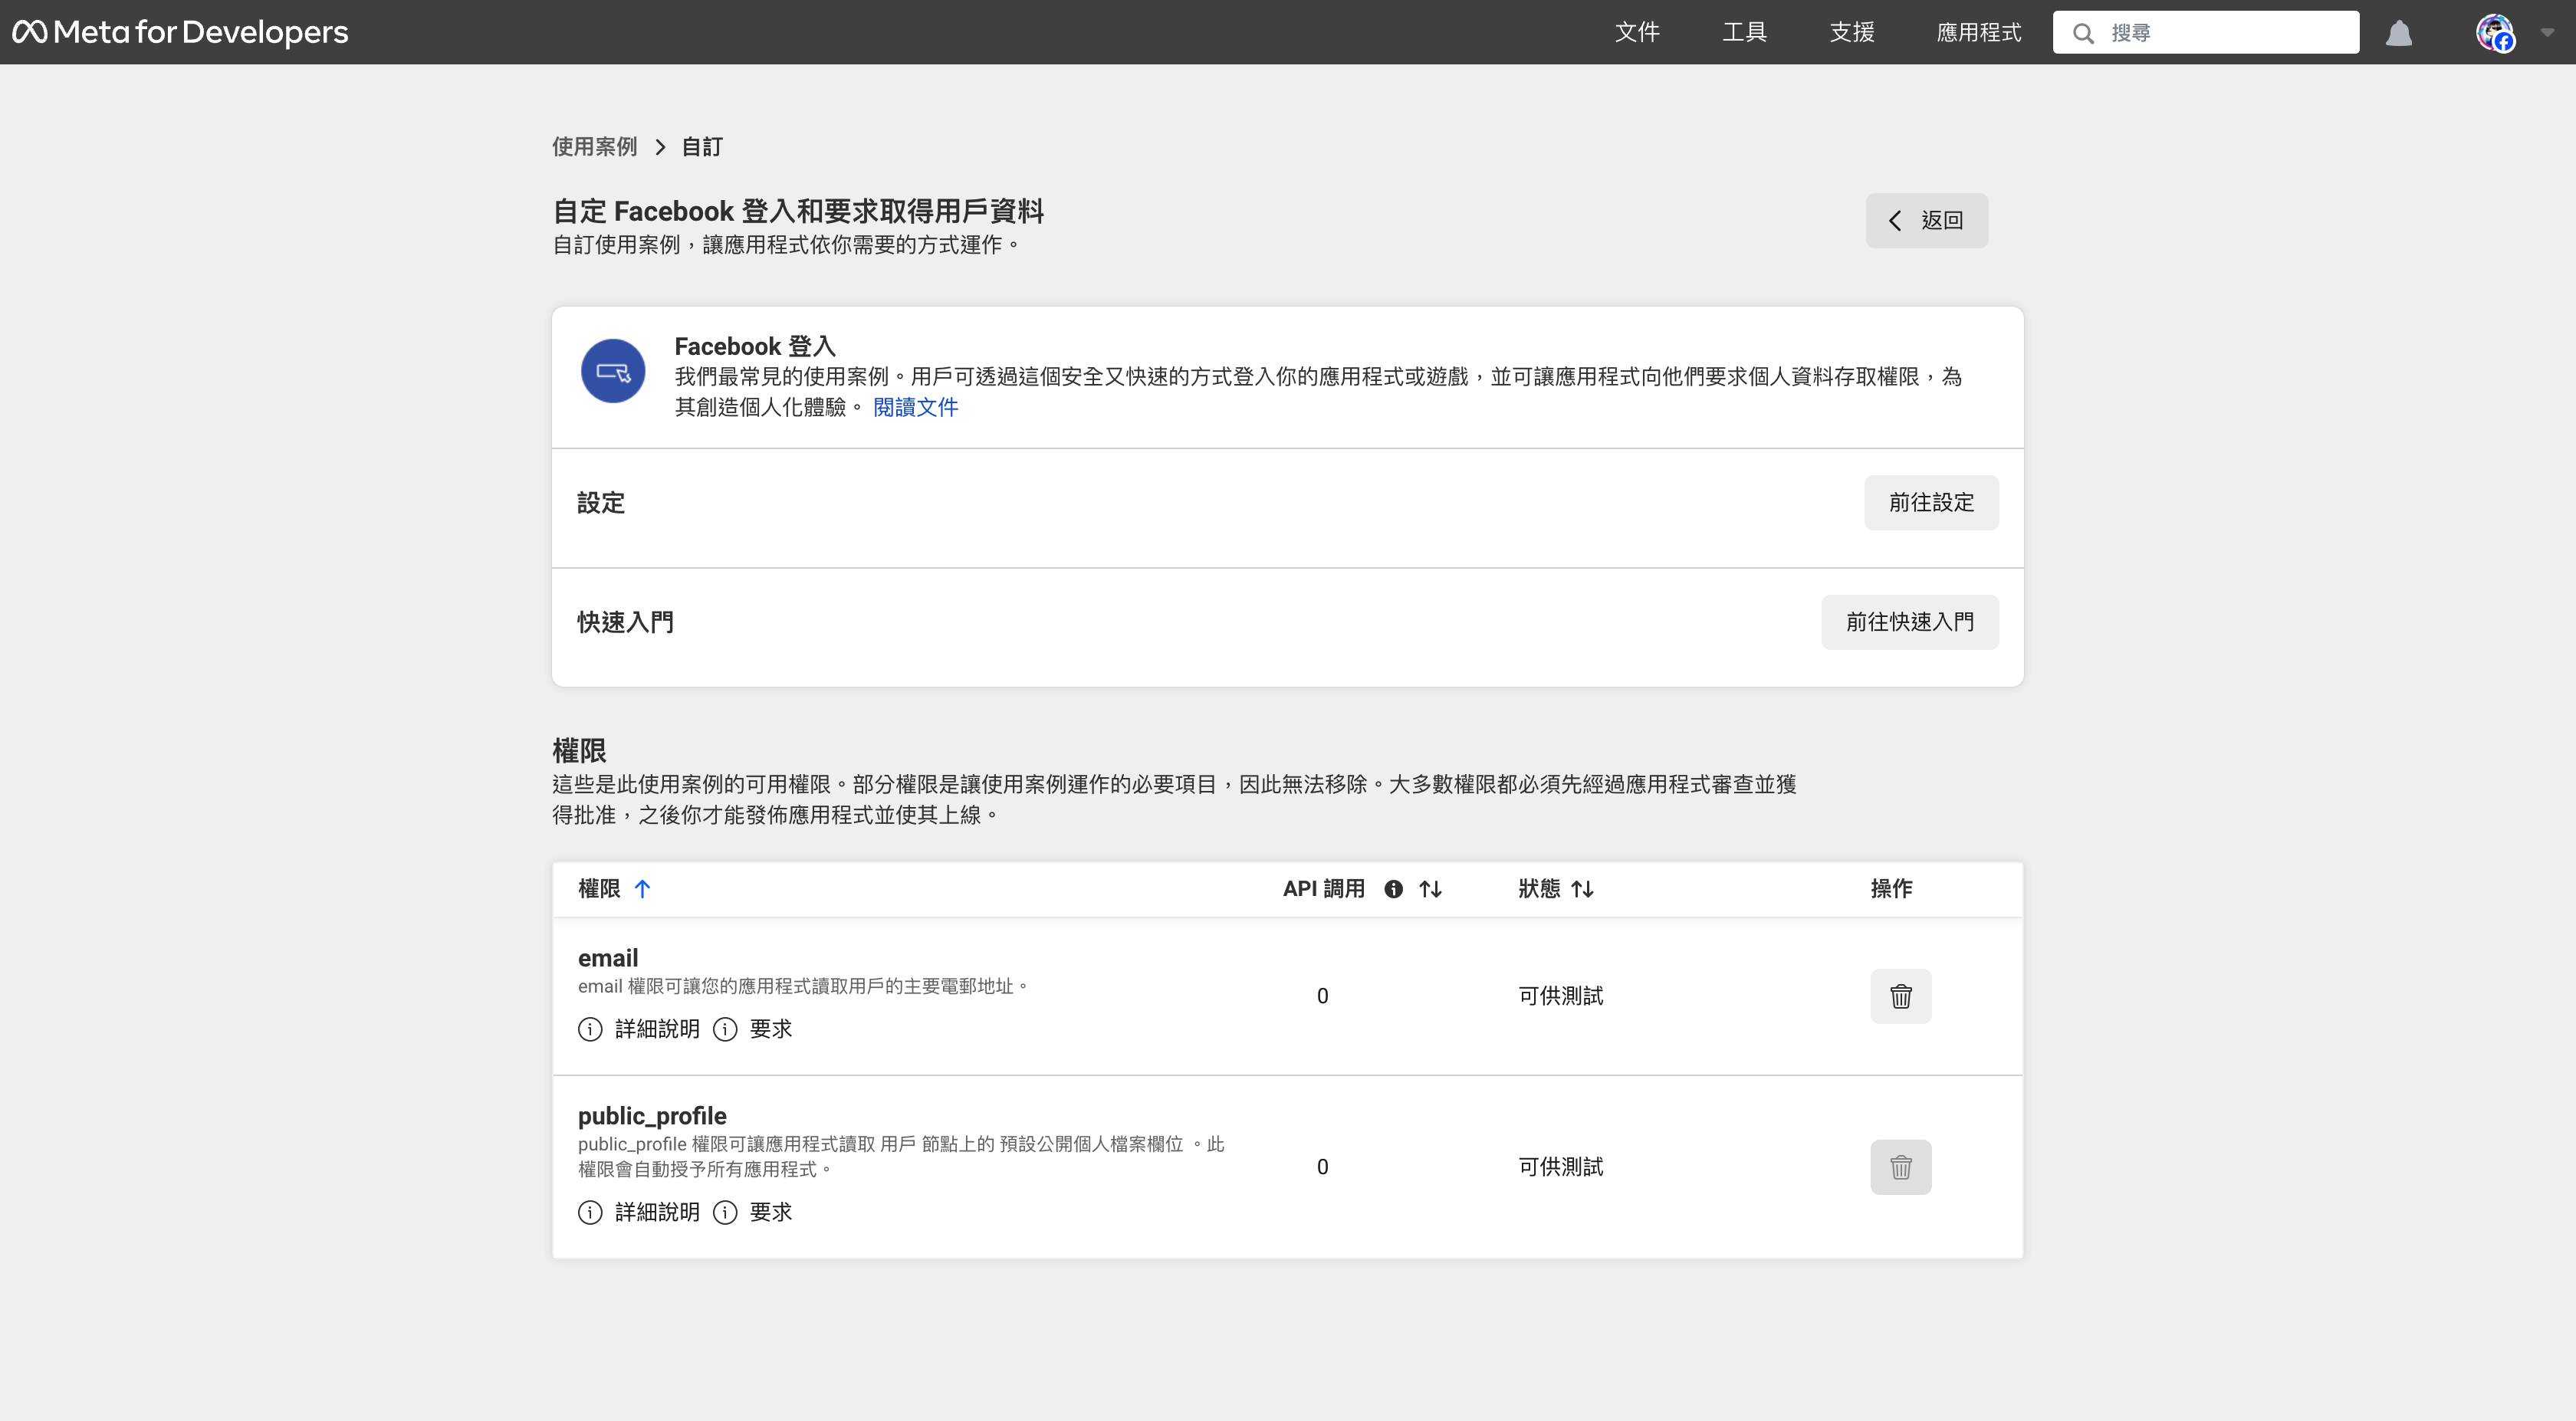 Meta for Developers
文件 工具 支援 應用程式 搜尋
使用案例 > 自訂
自定 Facebook 登入和要求取得用戶資料
自訂使用案例，讓應用程式依你需要的方式運作。
返回
Facebook 登入
我們最常見的使用案例。用戶可透過這個安全又快速的方式登入你的應用程式或遊戲，並可讓應用程式向他們要求個人資料存取權限，為
其創造個人化體驗。 閱讀文件
設定
前往設定
快速入門
前往快速入門
權限
這些是此使用案例的可用權限。部分權限是讓使用案例運作的必要項目，因此無法移除。大多數權限都必須先經過應用程式審查並獲
得批准，之後你才能發佈應用程式並使其上線。
權限 API 調用 狀態 操作
email
email 權限可讓您的應用程式讀取用戶的主要電郵地址。
0 可供測試
詳細說明 要求
public_profile
public_profile 權限可讓應用程式讀取 用戶 節點上的 預設公開個人檔案欄位 。此
權限會自動授予所有應用程式。
0 可供測試
詳細說明 要求